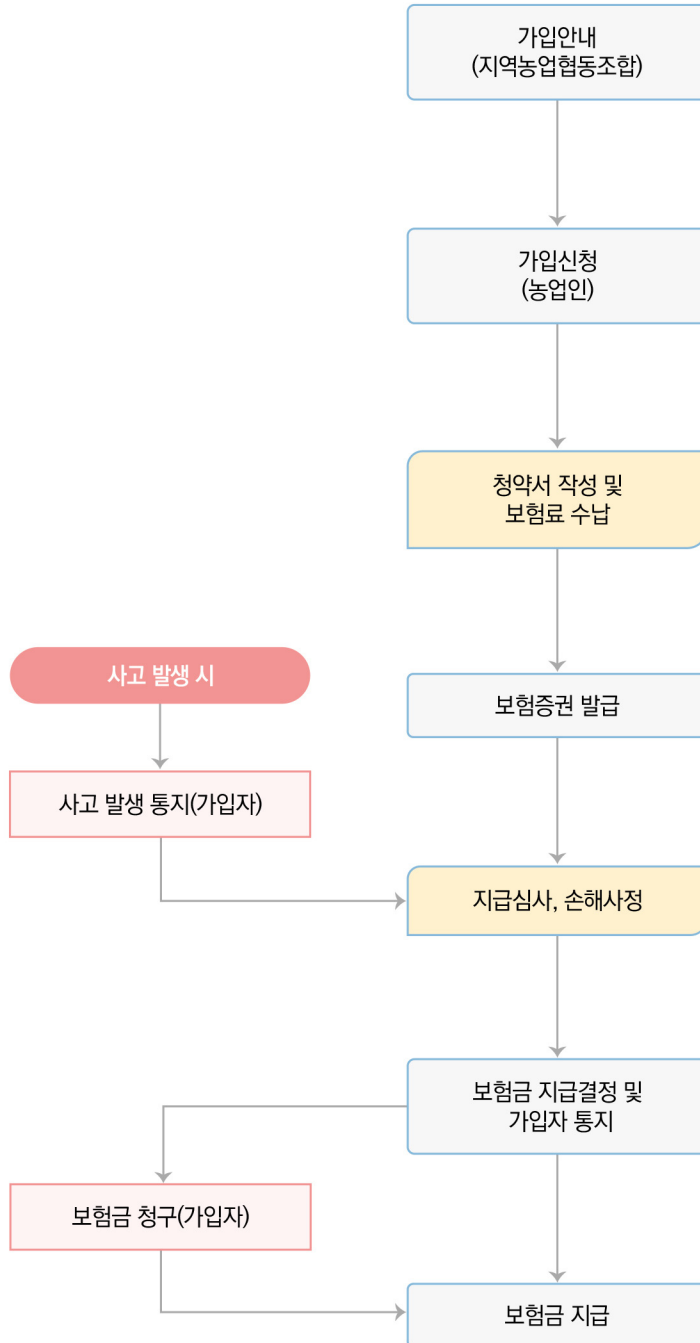 가입안내
(지역농업협동조합)
가입신청
(농업인)
청약서 작성 및
보험료 수납
사고 발생 시
보험증권 발급
사고 발생 통지(가입자)
지급심사, 손해사정
보험금 지급결정 및
가입자 통지
보험금 청구(가입자)
보험금 지급